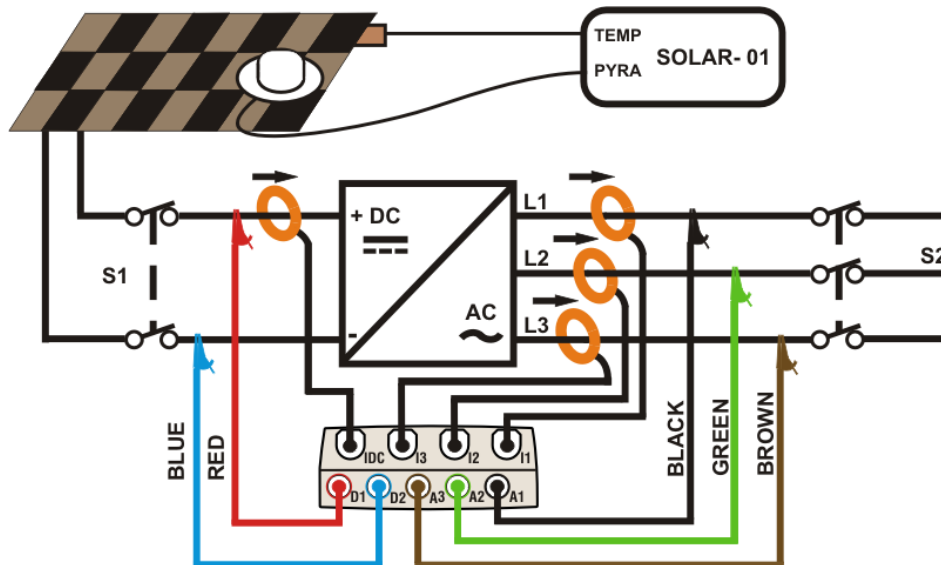 TEMP
PYRA
SOLAR- 01
+ DC
-
AC
L1
L2
L3
S1
S2
BLUE
RED
BLACK
GREEN
BROWN
IDC
I3
I2
I1
D1
D2
A3
A2
A1